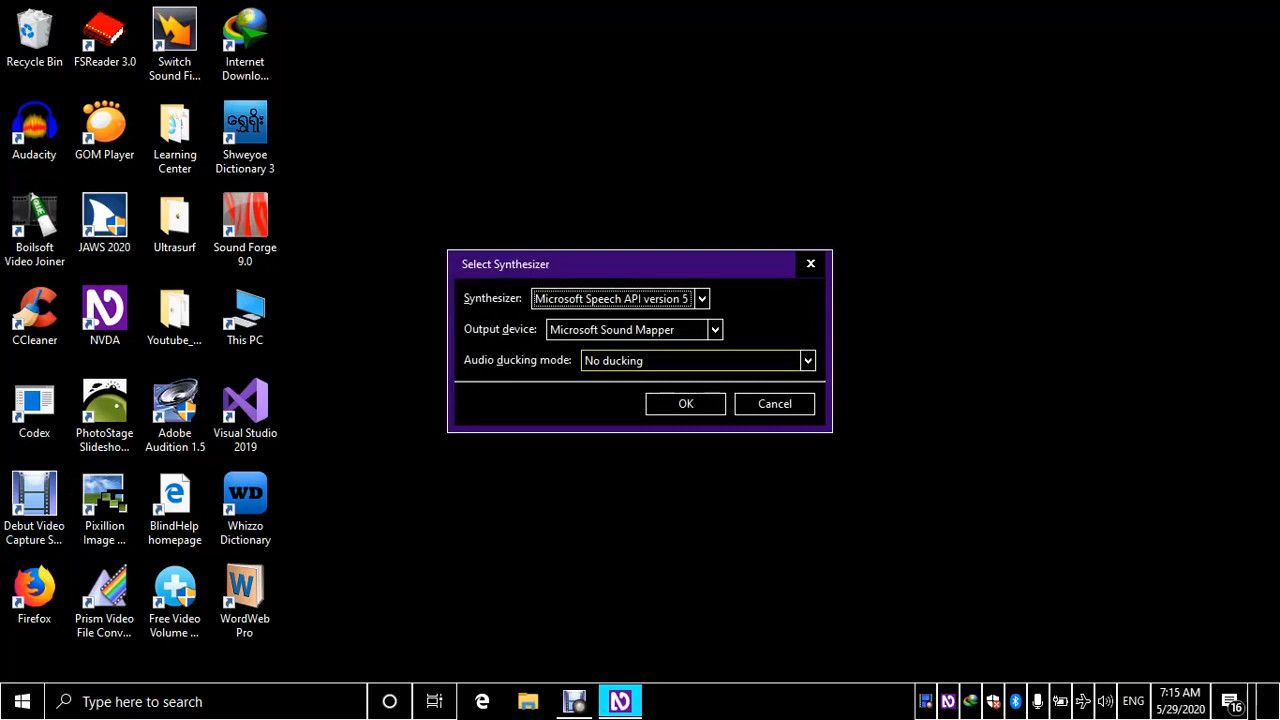 Recycle Bin
FSReader 3.0
Switch
Sound Fi...
Internet
Downlo...
Audacity
GOM Player
Learning
Center
ရွှေရိုး
Shweyoe
Dictionary 3
Boilsoft
Video Joiner
JAWS 2020
Ultrasurf
Sound Forge
9.0
CCleaner
NVDA
Youtube_...
This PC
Codex
PhotoStage
Slidesho...
Adobe
Audition 1.5
Visual Studio
2019
Debut Video
Capture S...
Pixillion
Image ...
BlindHelp
homepage
WD
Whizzo
Dictionary
Firefox
Prism Video
File Conv...
Free Video
Volume ...
W
WordWeb
Pro
Select Synthesizer
Synthesizer: Microsoft Speech API version 5
Output device: Microsoft Sound Mapper
Audio ducking mode: No ducking
OK Cancel
Type here to search
ENG
7:15 AM
5/29/2020
16